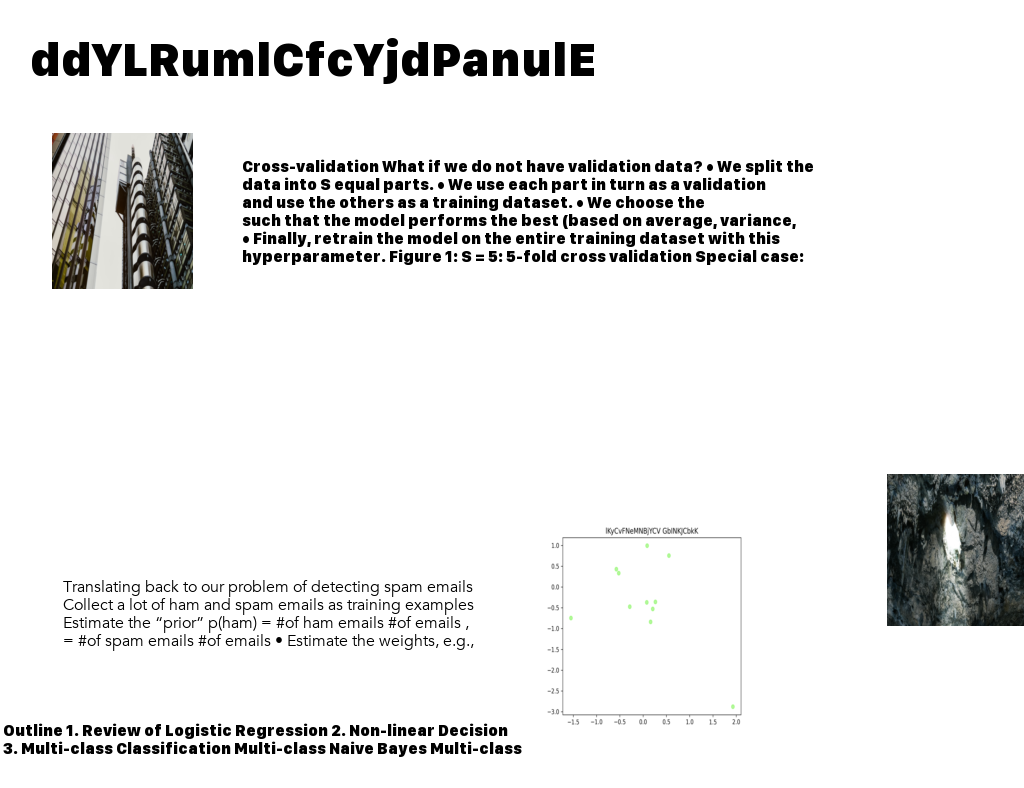 ddYLRumlCfcYjdPanulE
Cross-validation What if we do not have validation data? • We split the
data into S equal parts. • We use each part in turn as a validation
and use the others as a training dataset. • We choose the
such that the model performs the best (based on average, variance,
• Finally, retrain the model on the entire training dataset with this
hyperparameter. Figure 1: S = 5: 5-fold cross validation Special case:
Translating back to our problem of detecting spam emails
Collect a lot of ham and spam emails as training examples
Estimate the “prior” p(ham) = #of ham emails #of emails ,
= #of spam emails #of emails • Estimate the weights, e.g.,
1.0
0.5
0.0
−0.5
−1.0
−1.5
−2.0
−2.5
−3.0
−1.5 −1.0 −0.5 0.0 0.5 1.0 1.5 2.0
Outline 1. Review of Logistic Regression 2. Non-linear Decision
3. Multi-class Classification Multi-class Naive Bayes Multi-class